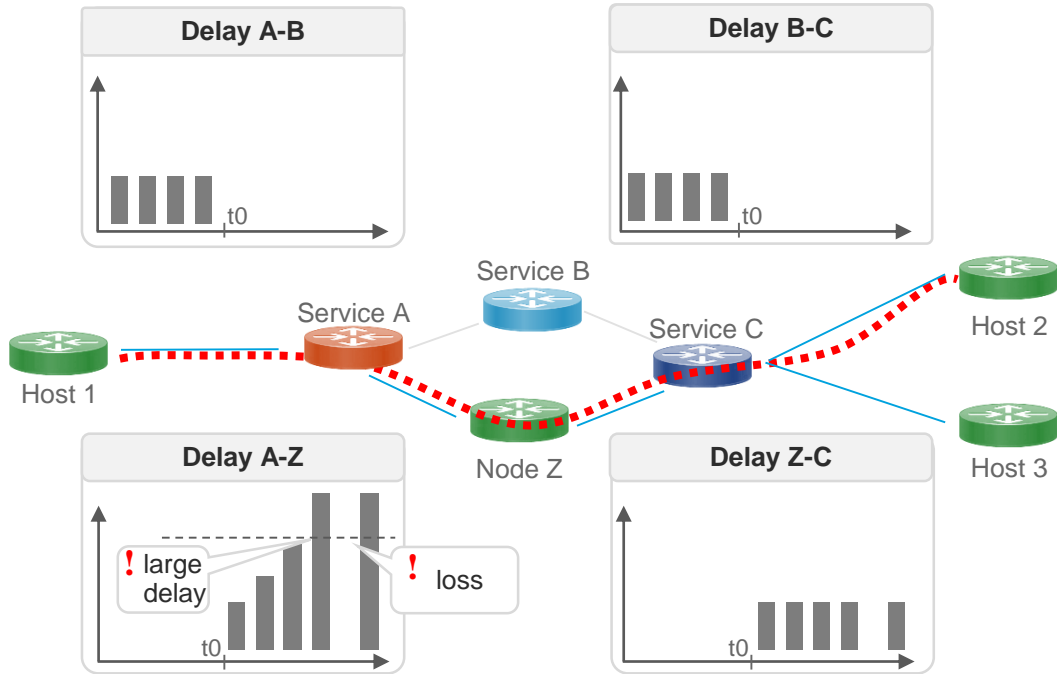 Delay A-B
Delay B-C
t0
t0
Service B
Service A
Service C
Host 2
Host 1
Node Z
Host 3
Delay A-Z
Delay Z-C
! large
delay
! loss
t0
t0